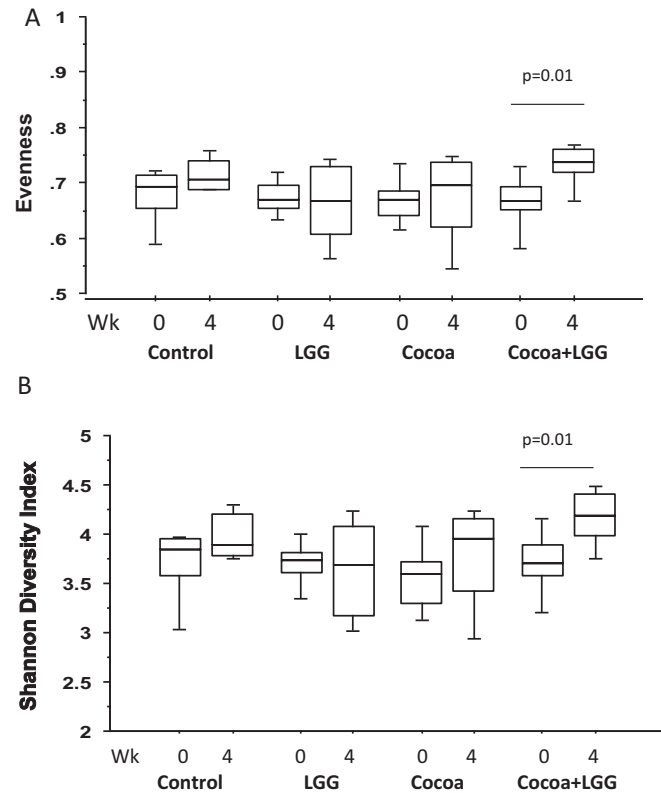 A
1
.9
.8
.7
.6
.5
Evenness
p=0.01
Wk 0 4 0 4 0 4 0 4
Control LGG Cocoa Cocoa+LGG
B
5
4.5
4
3.5
3
2.5
2
Shannon Diversity Index
p=0.01
Wk 0 4 0 4 0 4 0 4
Control LGG Cocoa Cocoa+LGG